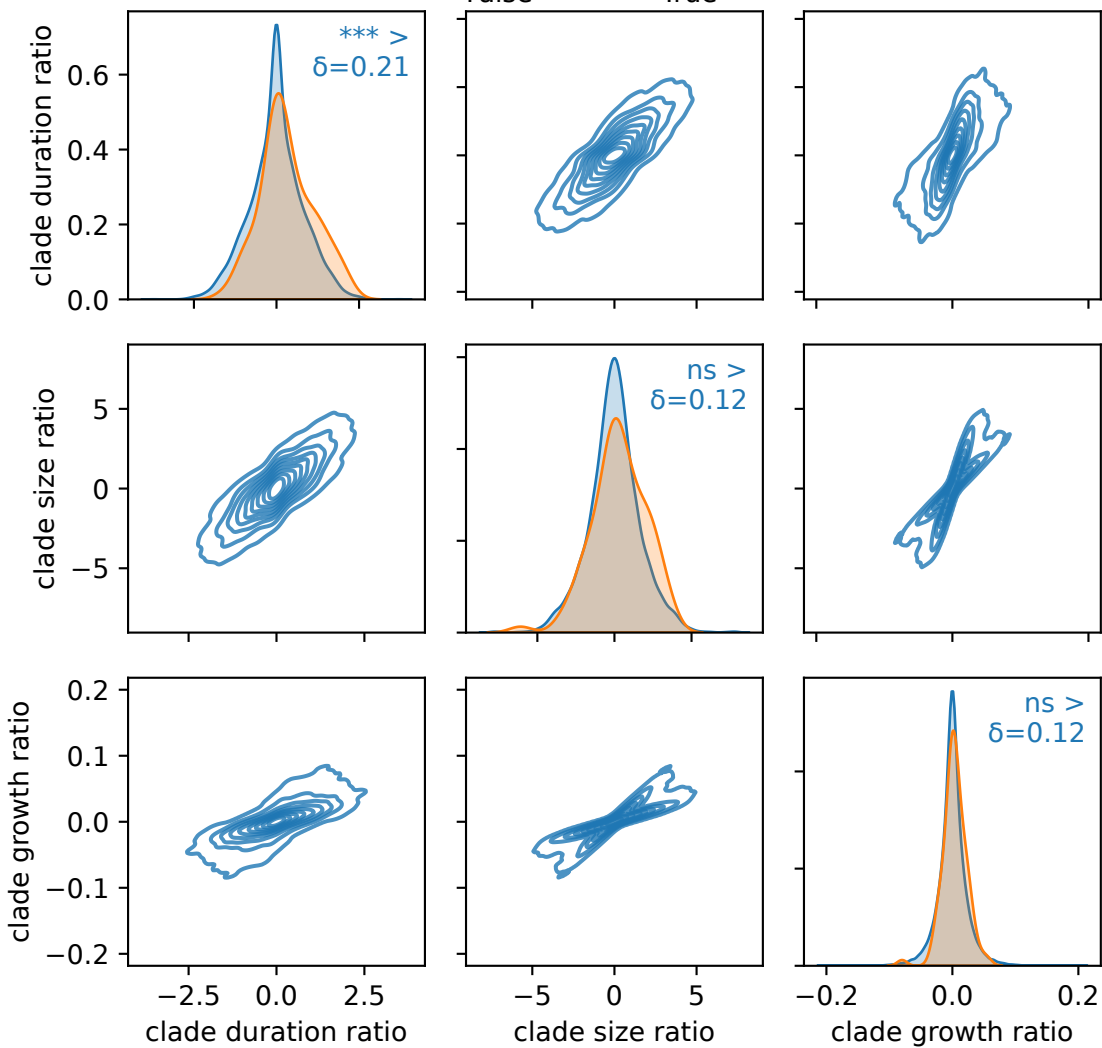 clade duration ratio
0.6
0.4
0.2
0.0
*** >
δ=0.21
clade size ratio
5
0
−5
ns >
δ=0.12
clade growth ratio
0.2
0.1
0.0
−0.1
−0.2
ns >
δ=0.12
−2.5 0.0 2.5
clade duration ratio
−5 0 5
clade size ratio
−0.2 0.0 0.2
clade growth ratio